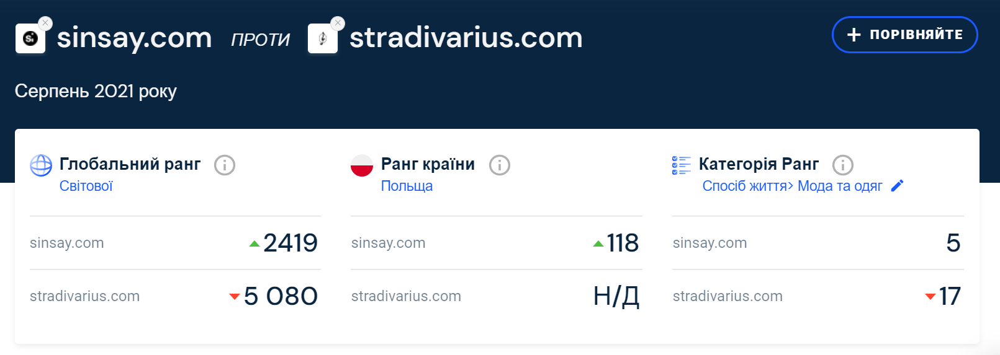 sinsay.com ПРОТИ stradivarius.com
+ ПОРІВНЯЙТЕ
Серпень 2021 року
Глобальний ранг
Світової
sinsay.com 2419
stradivarius.com 5 080
Ранг країни
Польща
sinsay.com 118
stradivarius.com Н/Д
Категорія Ранг
Спосіб життя> Мода та одяг
sinsay.com 5
stradivarius.com 17